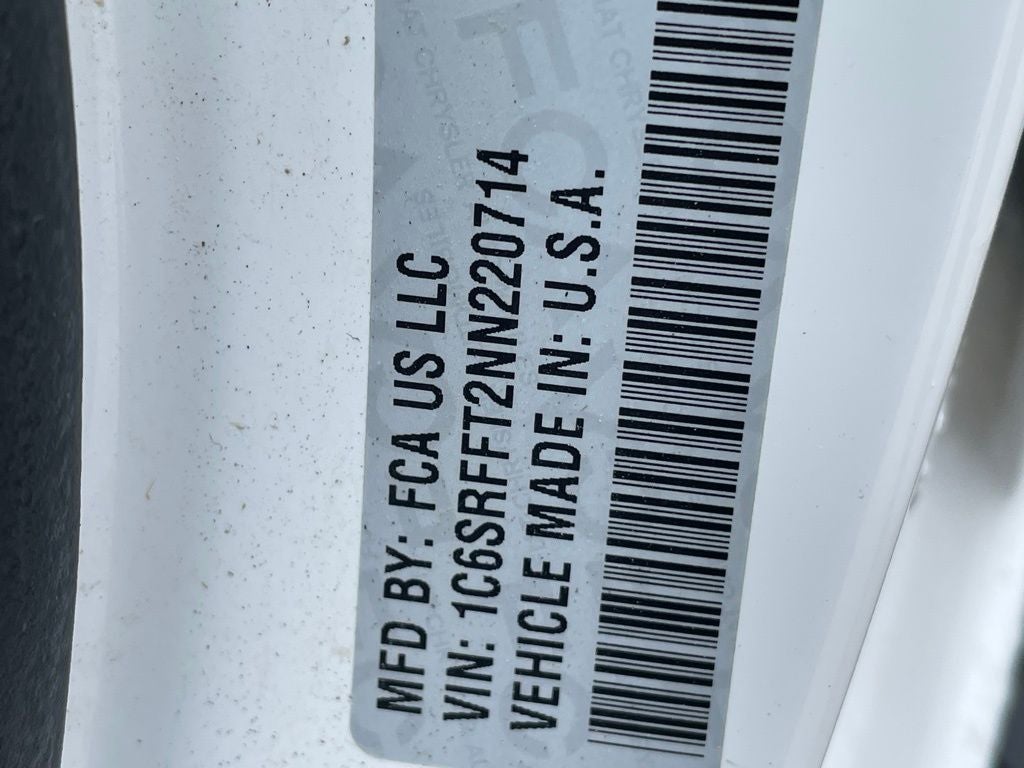 MFD BY: FCA US LLC
VIN: 1C6SRFFT2NN220714
VEHICLE MADE IN: U.S.A.